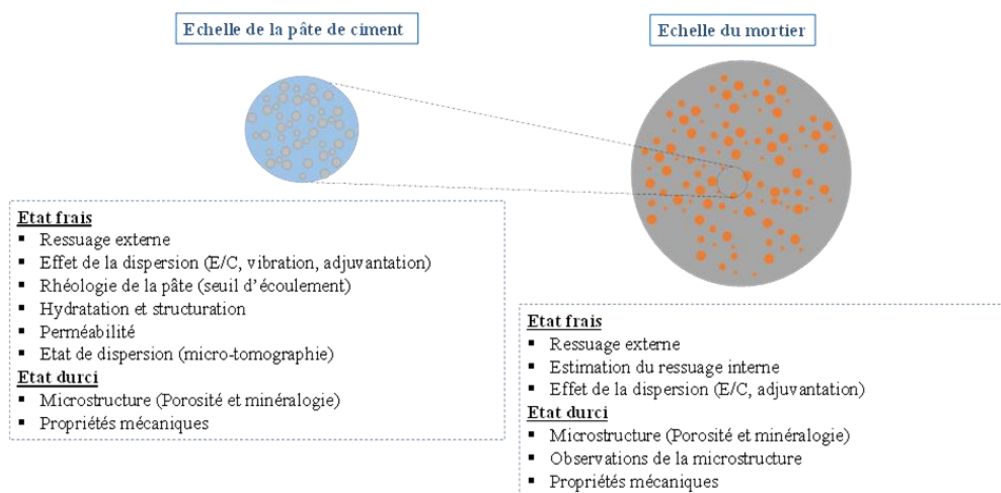 Echelle de la pâte de ciment
Echelle du mortier
Etat frais
▪ Ressuage externe
▪ Effet de la dispersion (E/C, vibration, adjuvantation)
▪ Rhéologie de la pâte (seuil d'écoulement)
▪ Hydratation et structuration
▪ Perméabilité
▪ Etat de dispersion (micro-tomographie)
Etat durci
▪ Microstructure (Porosité et minéralogie)
▪ Propriétés mécaniques
Etat frais
▪ Ressuage externe
▪ Estimation du ressuage interne
▪ Effet de la dispersion (E/C, adjuvantation)
Etat durci
▪ Microstructure (Porosité et minéralogie)
▪ Observations de la microstructure
▪ Propriétés mécaniques